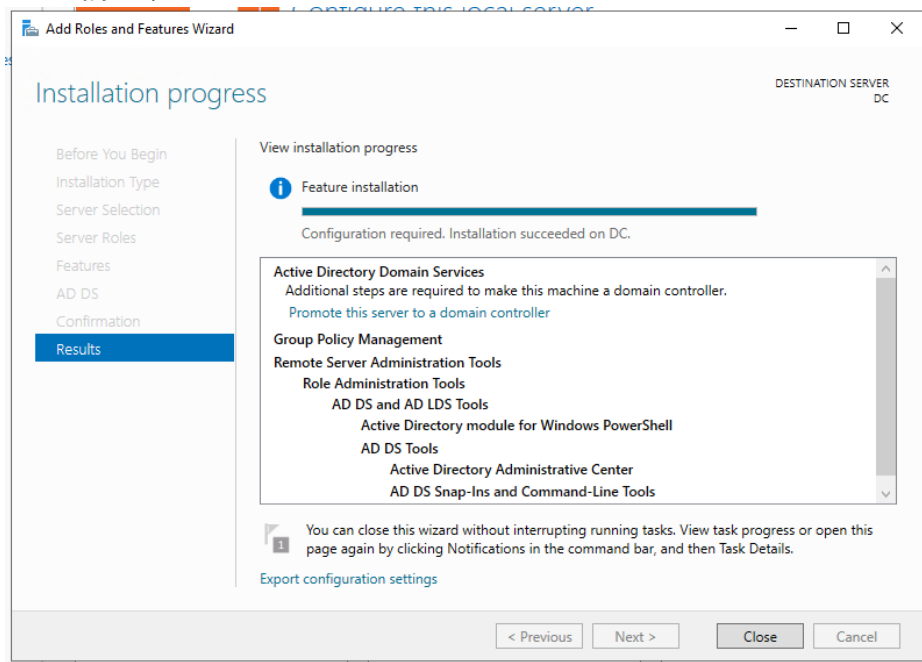 Configure this local server
Add Roles and Features Wizard
Installation progress
DESTINATION SERVER
DC
Before You Begin
Installation Type
Server Selection
Server Roles
Features
AD DS
Confirmation
Results
View installation progress
Feature installation
Configuration required. Installation succeeded on DC.
Active Directory Domain Services
Additional steps are required to make this machine a domain controller.
Promote this server to a domain controller
Group Policy Management
Remote Server Administration Tools
Role Administration Tools
AD DS and AD LDS Tools
Active Directory module for Windows PowerShell
AD DS Tools
Active Directory Administrative Center
AD DS Snap-Ins and Command-Line Tools
1
You can close this wizard without interrupting running tasks. View task progress or open this
page again by clicking Notifications in the command bar, and then Task Details.
Export configuration settings
< Previous
Next >
Close
Cancel